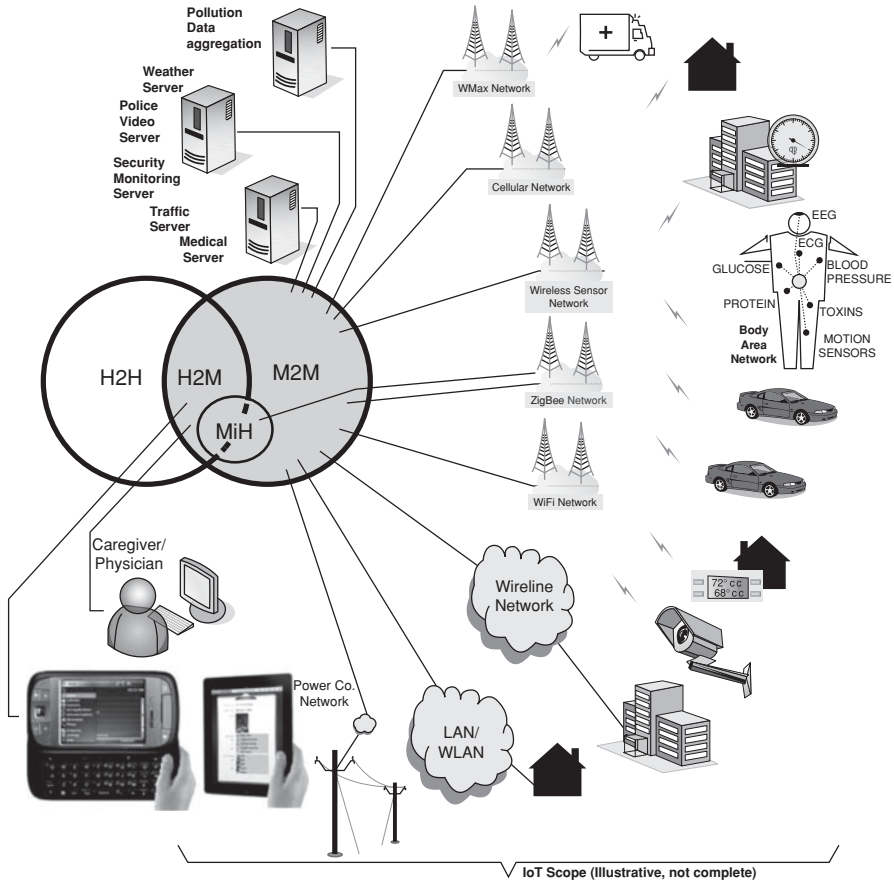 Pollution
Data
aggregation
Weather
Server
Police
Video
Server
Security
Monitoring
Server
Traffic
Server
Medical
Server
WMax Network
Cellular Network
Wireless Sensor
Network
ZigBee Network
WiFi Network
EEG
ECG
GLUCOSE
BLOOD
PRESSURE
PROTEIN
TOXINS
Body
Area
Network
MOTION
SENSORS
H2H
H2M
M2M
MiH
Caregiver/
Physician
Wireline
Network
72° c c
68° c c
Power Co.
Network
LAN/
WLAN
IoT Scope (Illustrative, not complete)